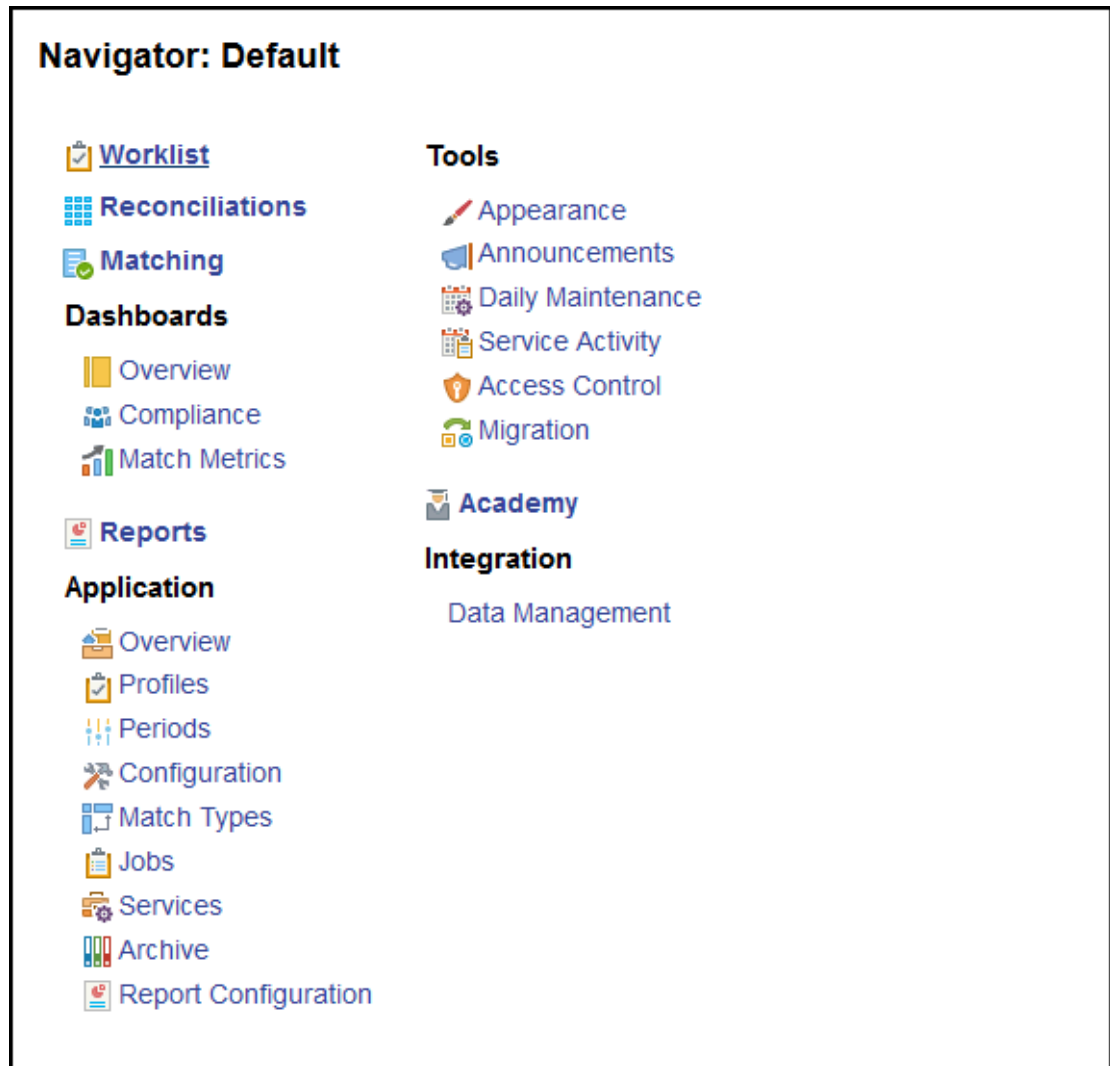 Navigator: Default
Worklist
Reconciliations
Matching
Dashboards
Overview
Compliance
Match Metrics
Reports
Application
Overview
Profiles
Periods
Configuration
Match Types
Jobs
Services
Archive
Report Configuration
Tools
Appearance
Announcements
Daily Maintenance
Service Activity
Access Control
Migration
Academy
Integration
Data Management